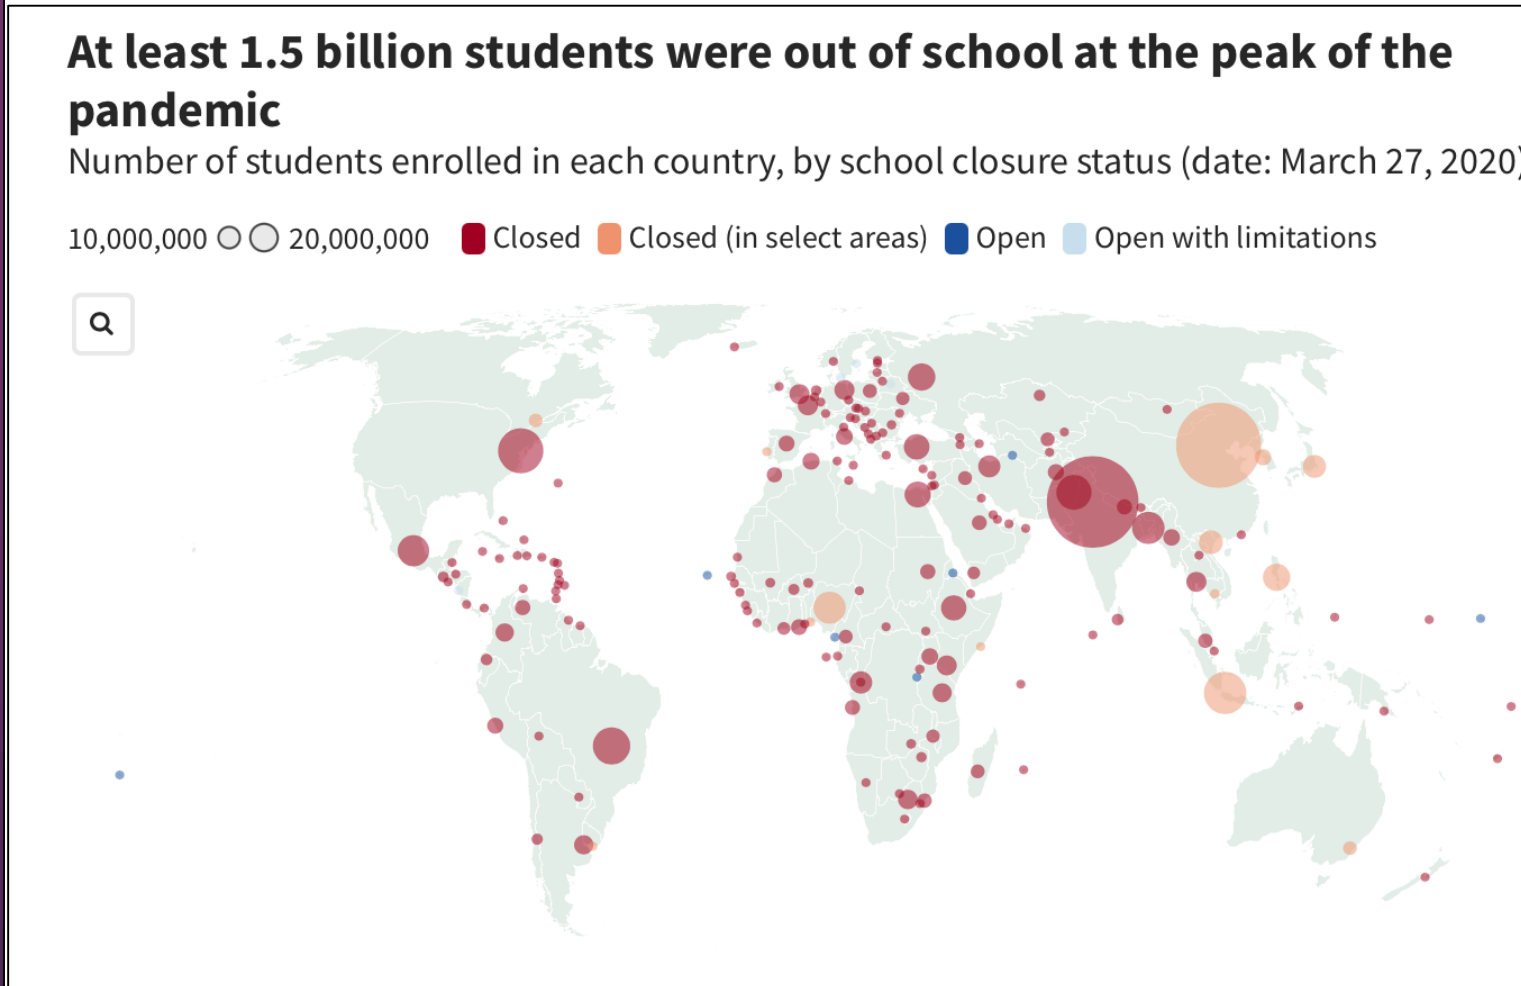 At least 1.5 billion students were out of school at the peak of the
pandemic
Number of students enrolled in each country, by school closure status (date: March 27, 2020)
10,000,000 20,000,000 Closed Closed (in select areas) Open Open with limitations